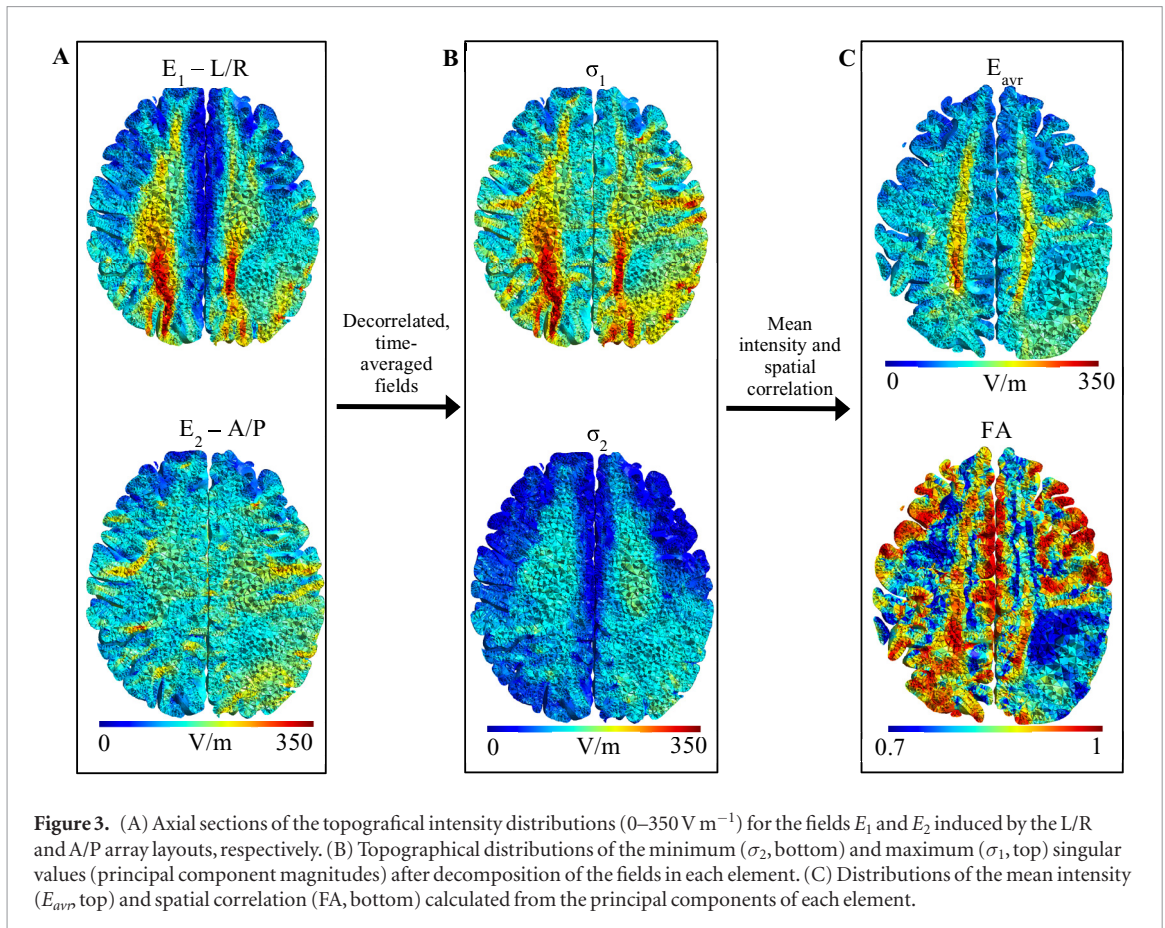 A
E₁ – L/R
E₂ – A/P
0 V/m 350
Decorrelated,
time-
averaged
fields
B
σ₁
σ₂
0 V/m 350
Mean
intensity and
spatial
correlation
C
Eavr
0 V/m 350
FA
0.7 1
Figure 3. (A) Axial sections of the topografical intensity distributions (0–350 V m⁻¹) for the fields E₁ and E₂ induced by the L/R
and A/P array layouts, respectively. (B) Topographical distributions of the minimum (σ₂, bottom) and maximum (σ₁, top) singular
values (principal component magnitudes) after decomposition of the fields in each element. (C) Distributions of the mean intensity
(Eavr, top) and spatial correlation (FA, bottom) calculated from the principal components of each element.